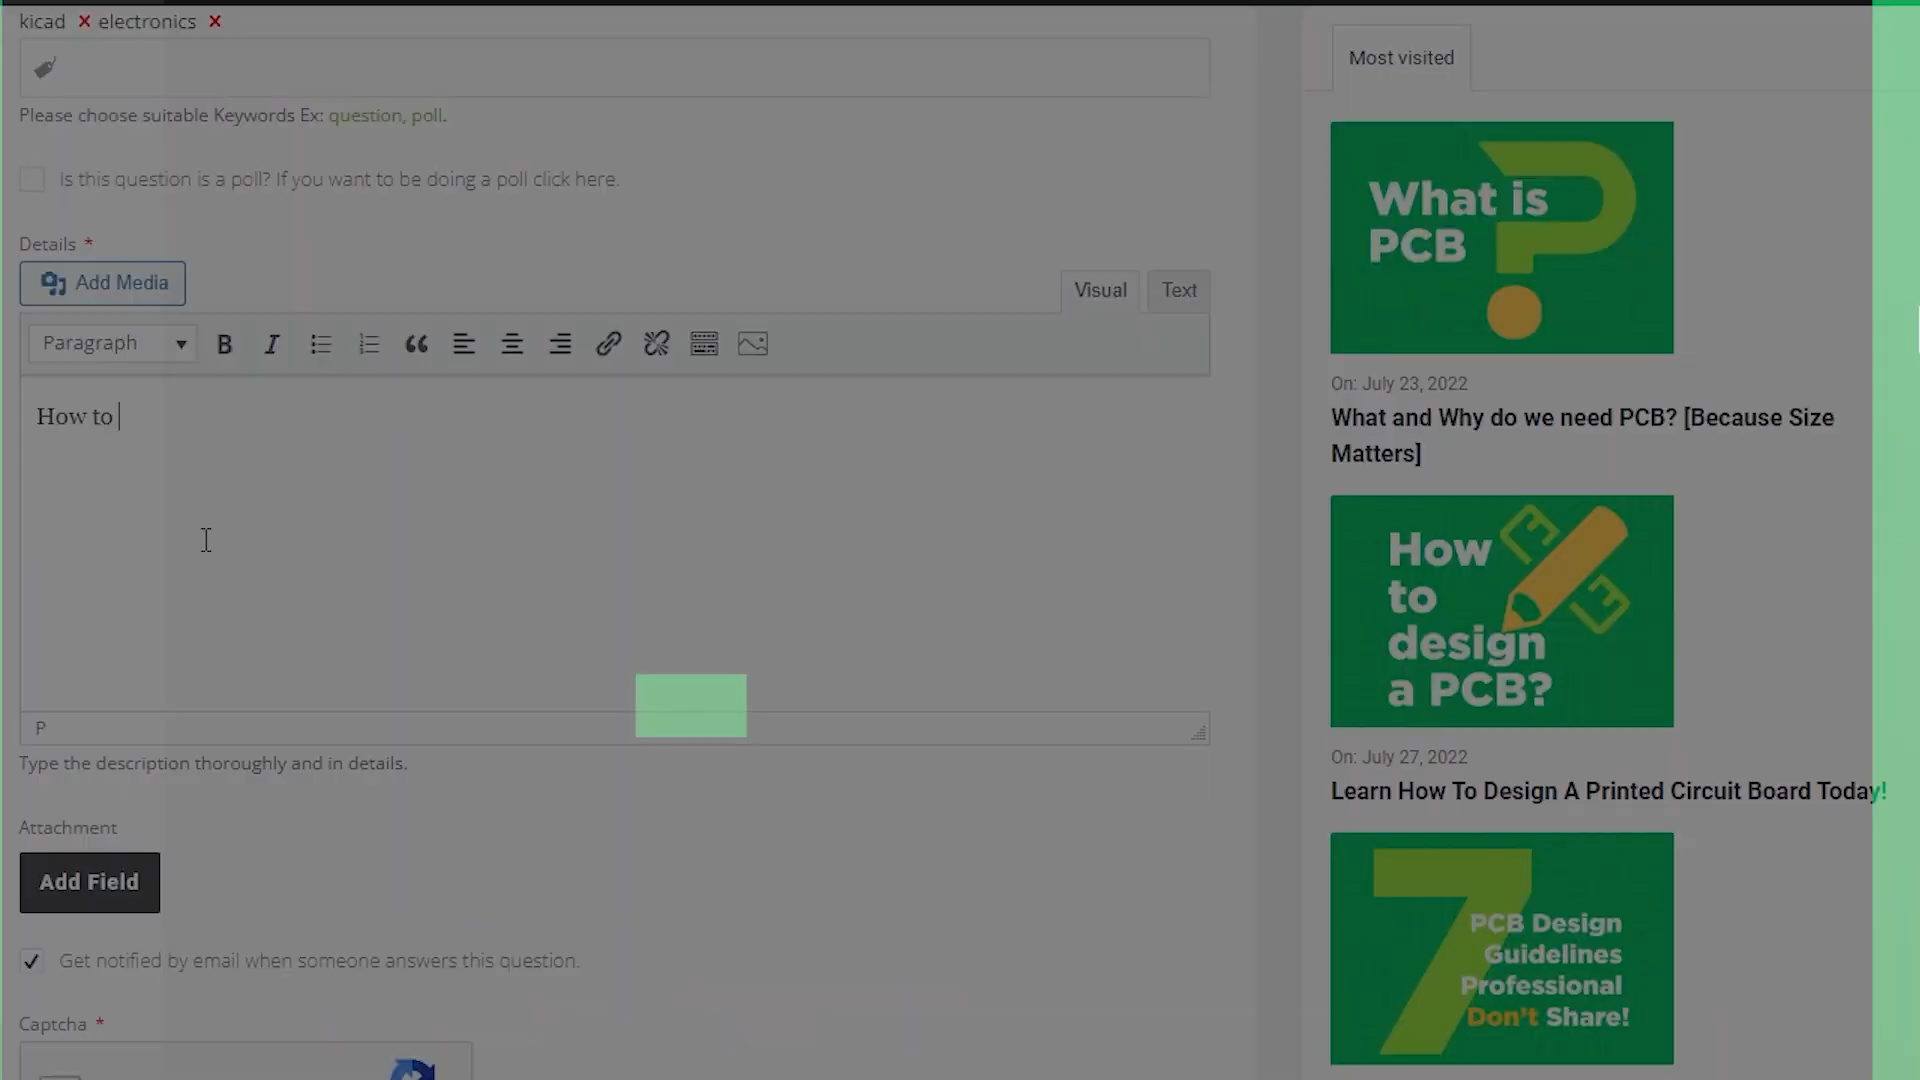 kicad × electronics ×
Please choose suitable Keywords Ex: question, poll.
Is this question is a poll? If you want to be doing a poll click here.
Details *
Add Media
Visual Text
Paragraph
How to
P
Type the description thoroughly and in details.
Attachment
Add Field
Get notified by email when someone answers this question.
Captcha *
Most visited
What is
PCB
On: July 23, 2022
What and Why do we need PCB? [Because Size
Matters]
How
to
design
a PCB?
On: July 27, 2022
Learn How To Design A Printed Circuit Board Today!
7
PCB Design
Guidelines
Professional
Don't Share!